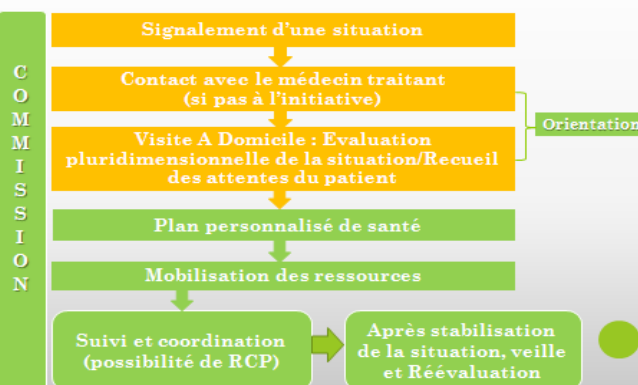 COMMISSION
Signalement d'une situation
Contact avec le médecin traitant
(si pas à l'initiative)
Visite A Domicile : Evaluation
pluridimensionnelle de la situation/Recueil
des attentes du patient
Orientation
Plan personnalisé de santé
Mobilisation des ressources
Suivi et coordination
(possibilité de RCP)
Après stabilisation
de la situation, veille
et Réévaluation